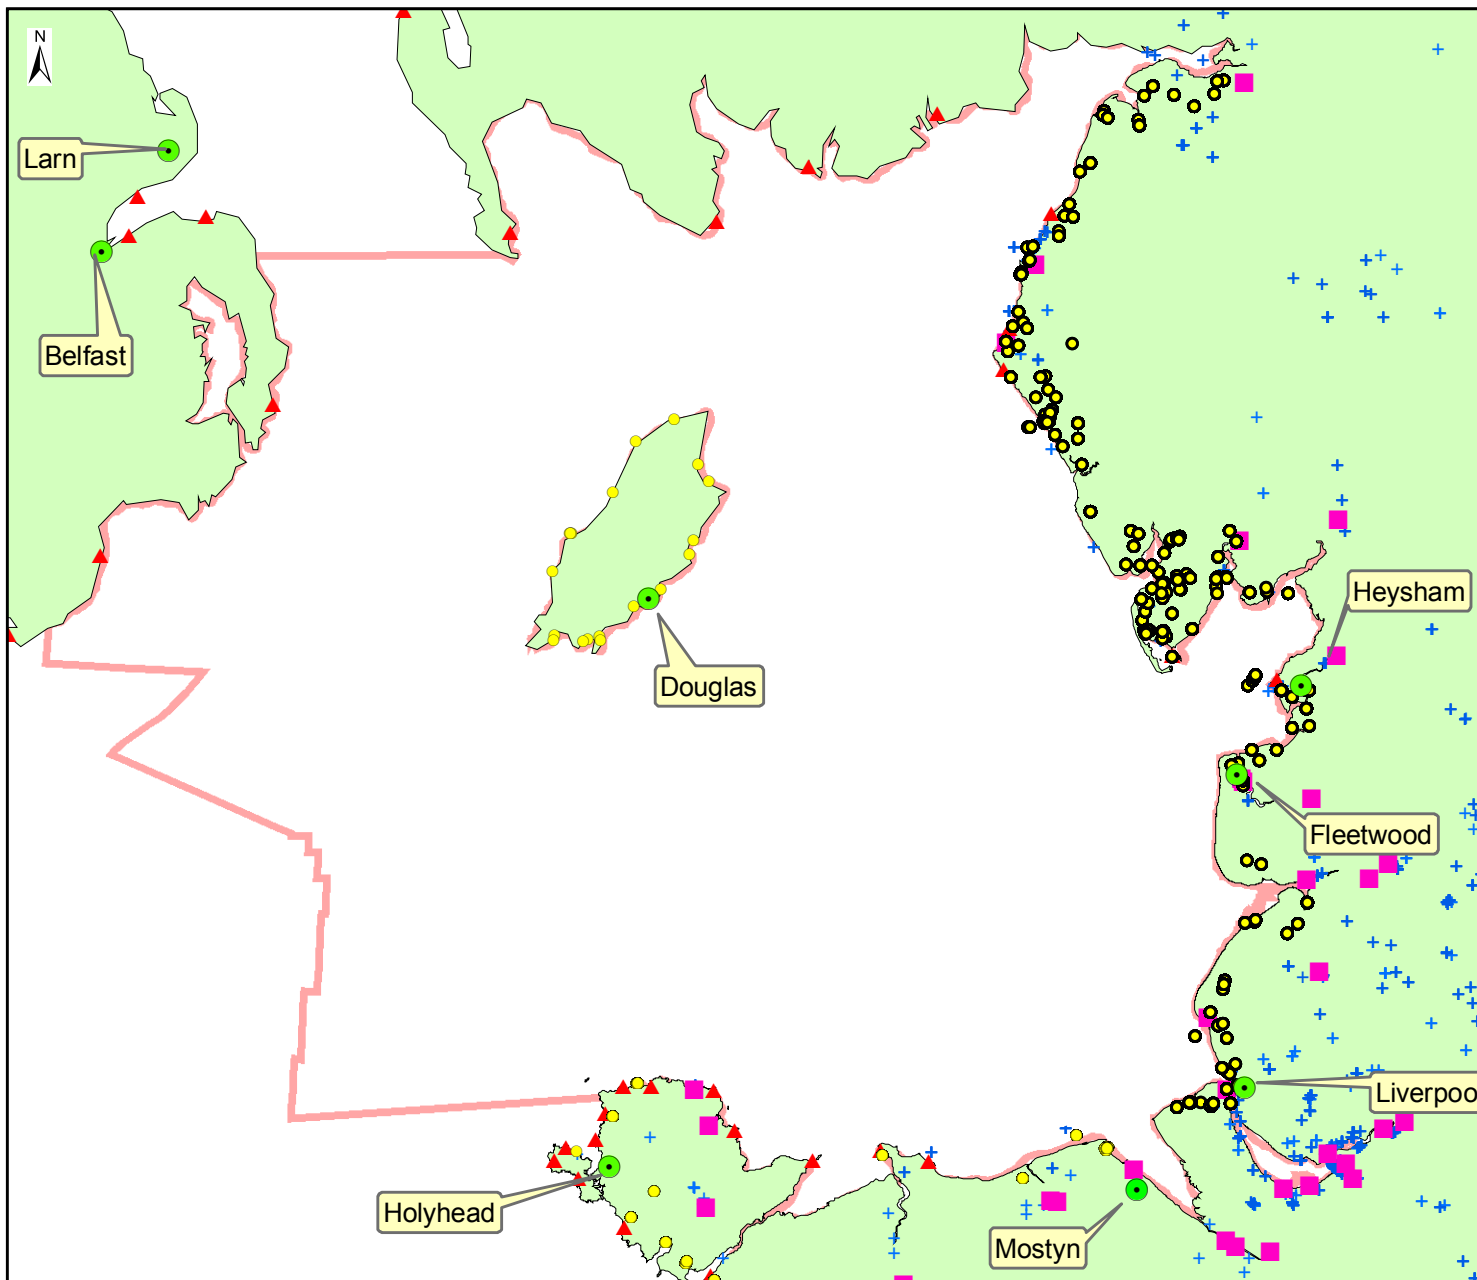 N
Larn
Belfast
Heysham
Douglas
Fleetwood
Liverpoo
Holyhead
Mostyn